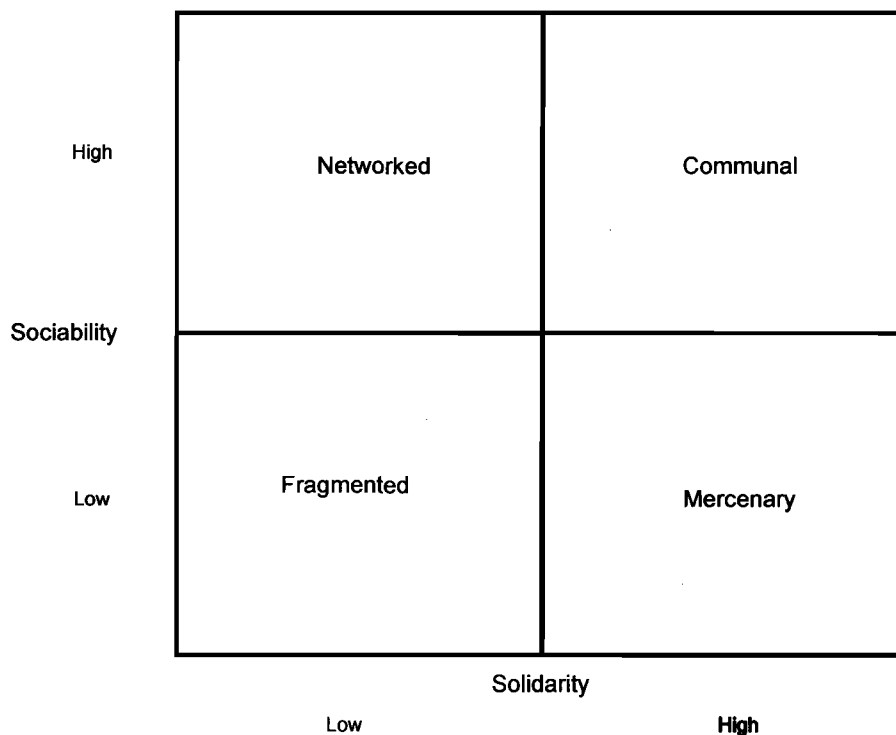 High
Networked
Communal
Sociability
Low
Fragmented
Mercenary
Solidarity
Low
High